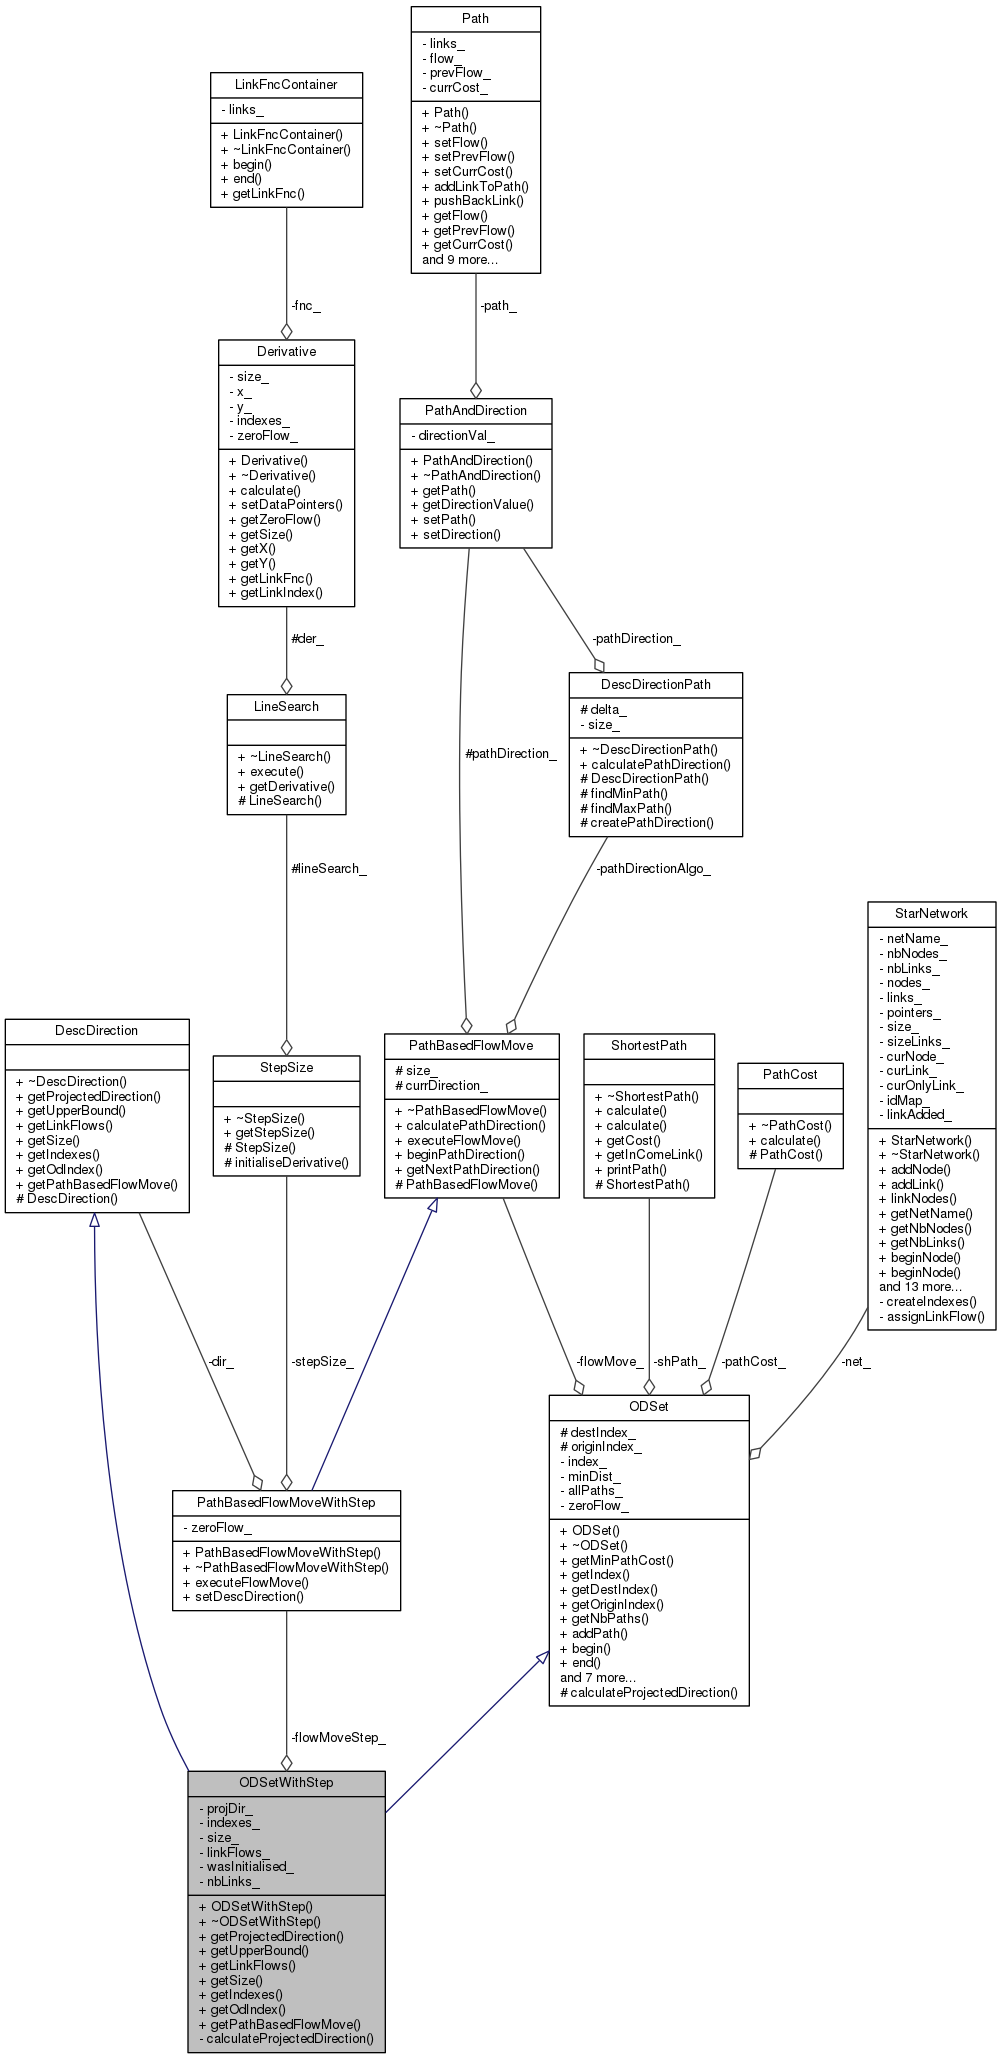 Path
- links_
- flow_
- prevFlow_
- currCost_
+ Path()
+ ~Path()
+ setFlow()
+ setPrevFlow()
+ setCurrCost()
+ addLinkToPath()
+ pushBackLink()
+ getFlow()
+ getPrevFlow()
+ getCurrCost()
and 9 more...
LinkFncContainer
- links_
+ LinkFncContainer()
+ ~LinkFncContainer()
+ begin()
+ end()
+ getLinkFnc()
-fnc_
-path_
Derivative
- size_
- x_
- y_
- indexes_
- zeroFlow_
+ Derivative()
+ ~Derivative()
+ calculate()
+ setDataPointers()
+ getZeroFlow()
+ getSize()
+ getX()
+ getY()
+ getLinkFnc()
+ getLinkIndex()
PathAndDirection
- directionVal_
+ PathAndDirection()
+ ~PathAndDirection()
+ getPath()
+ getDirectionValue()
+ setPath()
+ setDirection()
#der_
-pathDirection_
LineSearch
+ ~LineSearch()
+ execute()
+ getDerivative()
# LineSearch()
DescDirectionPath
# delta_
- size_
+ ~DescDirectionPath()
+ calculatePathDirection()
# DescDirectionPath()
# findMinPath()
# findMaxPath()
# createPathDirection()
#pathDirection_
#lineSearch_
-pathDirectionAlgo_
StarNetwork
- netName_
- nbNodes_
- nbLinks_
- nodes_
- links_
- pointers_
- size_
- sizeLinks_
- curNode_
- curLink_
- curOnlyLink_
- idMap_
- linkAdded_
+ StarNetwork()
+ ~StarNetwork()
+ addNode()
+ addLink()
+ linkNodes()
+ getNetName()
+ getNbNodes()
+ getNbLinks()
+ beginNode()
+ beginNode()
and 13 more...
- createIndexes()
- assignLinkFlow()
DescDirection
+ ~DescDirection()
+ getProjectedDirection()
+ getUpperBound()
+ getLinkFlows()
+ getSize()
+ getIndexes()
+ getOdIndex()
+ getPathBasedFlowMove()
# DescDirection()
StepSize
+ ~StepSize()
+ getStepSize()
# StepSize()
# initialiseDerivative()
PathBasedFlowMove
# size_
# currDirection_
+ ~PathBasedFlowMove()
+ calculatePathDirection()
+ executeFlowMove()
+ beginPathDirection()
+ getNextPathDirection()
# PathBasedFlowMove()
ShortestPath
+ ~ShortestPath()
+ calculate()
+ calculate()
+ getCost()
+ getInComeLink()
+ printPath()
# ShortestPath()
PathCost
+ ~PathCost()
+ calculate()
# PathCost()
-dir_
-stepSize_
-flowMove_
-shPath_
-pathCost_
-net_
ODSet
# destIndex_
# originIndex_
- index_
- minDist_
- allPaths_
- zeroFlow_
+ ODSet()
+ ~ODSet()
+ getMinPathCost()
+ getIndex()
+ getDestIndex()
+ getOriginIndex()
+ getNbPaths()
+ addPath()
+ begin()
+ end()
and 7 more...
# calculateProjectedDirection()
PathBasedFlowMoveWithStep
- zeroFlow_
+ PathBasedFlowMoveWithStep()
+ ~PathBasedFlowMoveWithStep()
+ executeFlowMove()
+ setDescDirection()
-flowMoveStep_
ODSetWithStep
- projDir_
- indexes_
- size_
- linkFlows_
- wasInitialised_
- nbLinks_
+ ODSetWithStep()
+ ~ODSetWithStep()
+ getProjectedDirection()
+ getUpperBound()
+ getLinkFlows()
+ getSize()
+ getIndexes()
+ getOdIndex()
+ getPathBasedFlowMove()
- calculateProjectedDirection()